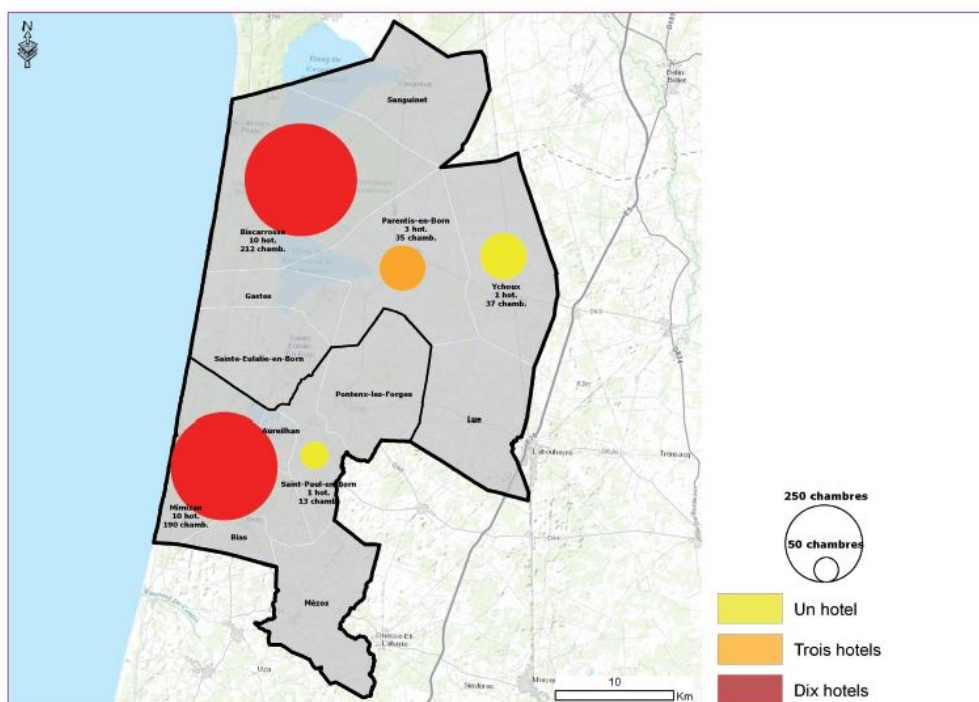 N
Sanguinet
Biscarrosse
10 hot.
212 chamb.
Parentis-en-Born
3 hot.
35 chamb.
Ychoux
1 hot.
37 chamb.
Gastes
Sainte-Eulalie-en-Born
Pontenx-les-Forges
Lue
Aureilhan
Saint-Paul-en-Born
1 hot.
13 chamb.
Mimizan
10 hot.
190 chamb.
Bias
Mézos
Labouheyre
Uza
250 chambres
50 chambres
Un hotel
Trois hotels
Dix hotels
10
Km